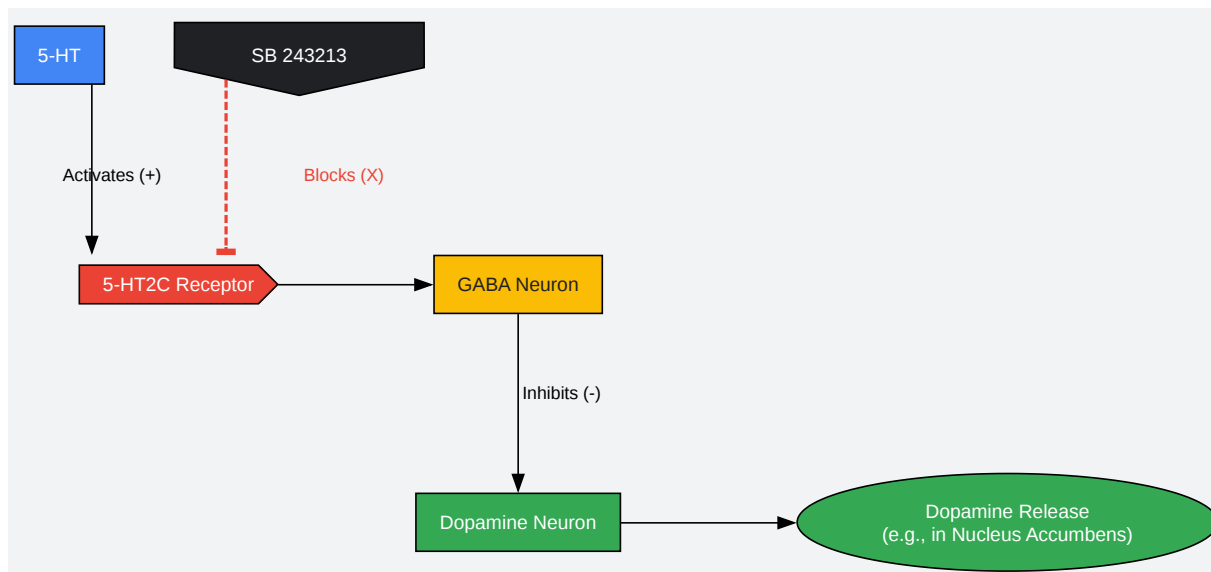 5-HT
SB 243213
Activates (+)
Blocks (X)
5-HT2C Receptor
GABA Neuron
Inhibits (-)
Dopamine Neuron
Dopamine Release
(e.g., in Nucleus Accumbens)